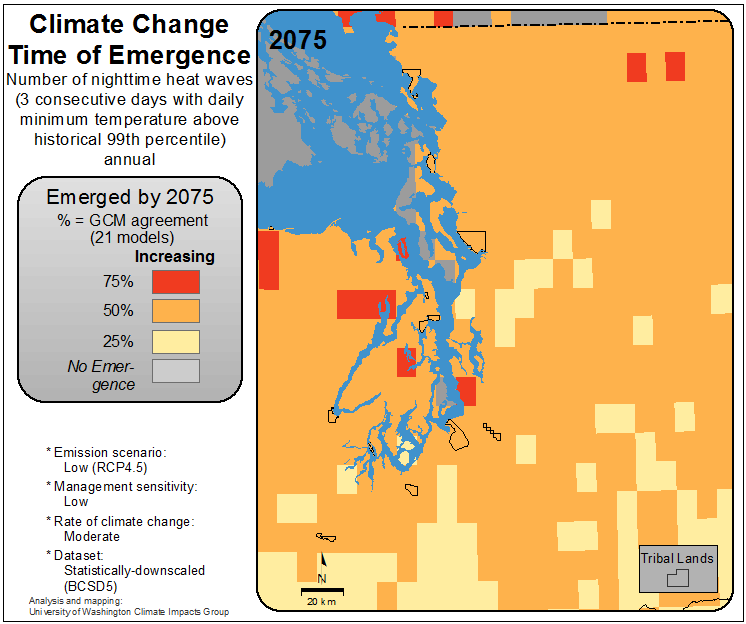 Climate Change
Time of Emergence
Number of nighttime heat waves
(3 consecutive days with daily
minimum temperature above
historical 99th percentile)
annual
Emerged by 2075
% = GCM agreement
(21 models)
Increasing
75%
50%
25%
No Emer-
gence
* Emission scenario:
Low (RCP4.5)
* Management sensitivity:
Low
* Rate of climate change:
Moderate
* Dataset:
Statistically-downscaled
(BCSD5)
Analysis and mapping:
University of Washington Climate Impacts Group
2075
N
20 km
Tribal Lands